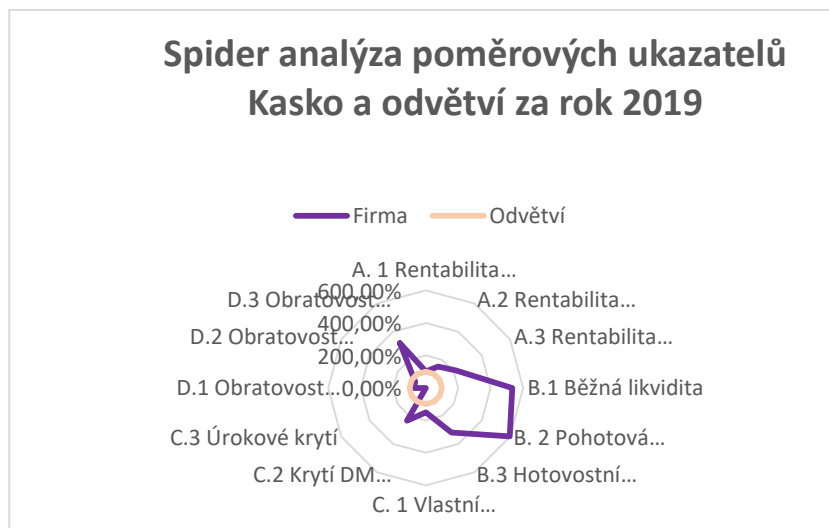 Spider analýza poměrových ukazatelů
Kasko a odvětví za rok 2019
Firma
Odvětví
A. 1 Rentabilita...
A.2 Rentabilita...
A.3 Rentabilita...
B.1 Běžná likvidita
B. 2 Pohotová...
B.3 Hotovostní...
C. 1 Vlastní...
C.2 Krytí DM...
C.3 Úrokové krytí
D.1 Obratovost...
D.2 Obratovost...
D.3 Obratovost...
600,00%
400,00%
200,00%
0,00%